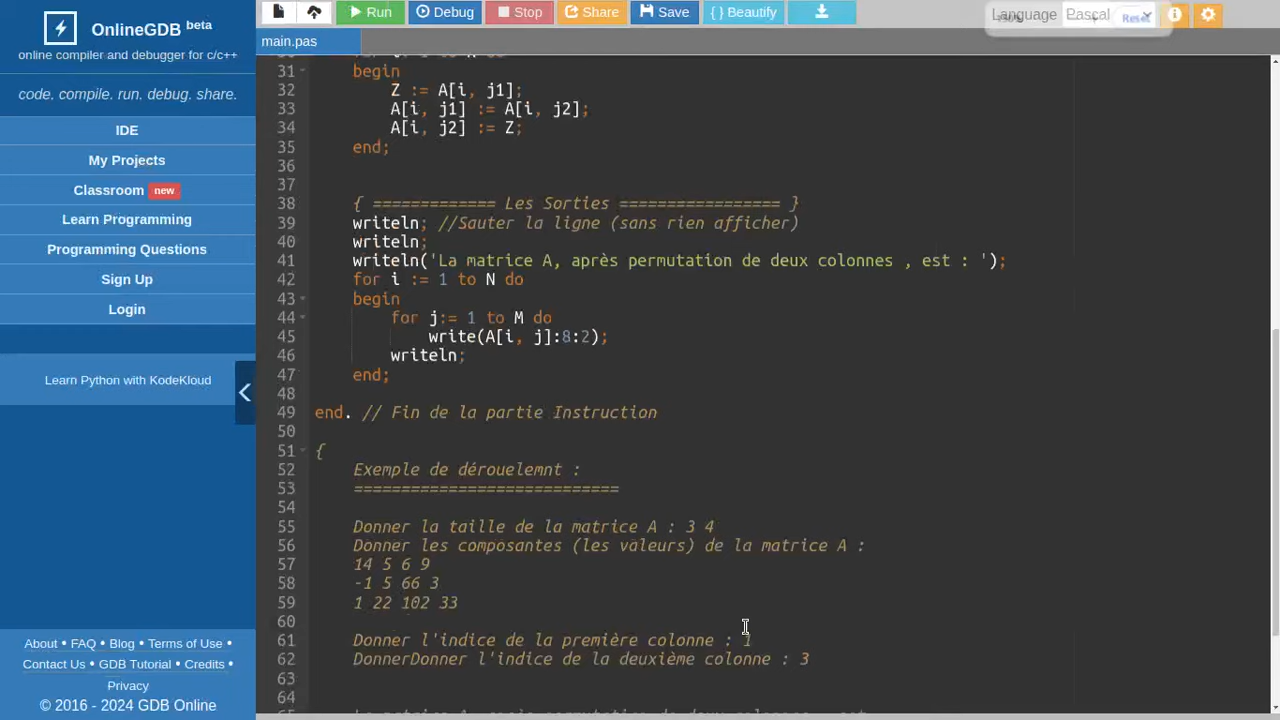 OnlineGDB beta
online compiler and debugger for c/c++
code. compile. run. debug. share.
IDE
My Projects
Classroom new
Learn Programming
Programming Questions
Sign Up
Login
Learn Python with KodeKloud
About • FAQ • Blog • Terms of Use •
Contact Us • GDB Tutorial • Credits •
Privacy
© 2016 - 2024 GDB Online
Run Debug Stop Share Save { } Beautify Language Pascal Reset
main.pas
31 begin
32 Z := A[i, j1];
33 A[i, j1] := A[i, j2];
34 A[i, j2] := Z;
35 end;
36
37
38 { ============= Les Sorties ================= }
39 writeln; //Sauter la ligne (sans rien afficher)
40 writeln;
41 writeln('La matrice A, après permutation de deux colonnes , est : ');
42 for i := 1 to N do
43 begin
44 for j:= 1 to M do
45 write(A[i, j]:8:2);
46 writeln;
47 end;
48
49 end. // Fin de la partie Instruction
50
51 {
52 Exemple de dérouelemnt :
53 ============================
54
55 Donner la taille de la matrice A : 3 4
56 Donner les composantes (les valeurs) de la matrice A :
57 14 5 6 9
58 -1 5 66 3
59 1 22 102 33
60
61 Donner l'indice de la première colonne : 1
62 DonnerDonner l'indice de la deuxième colonne : 3
63
64